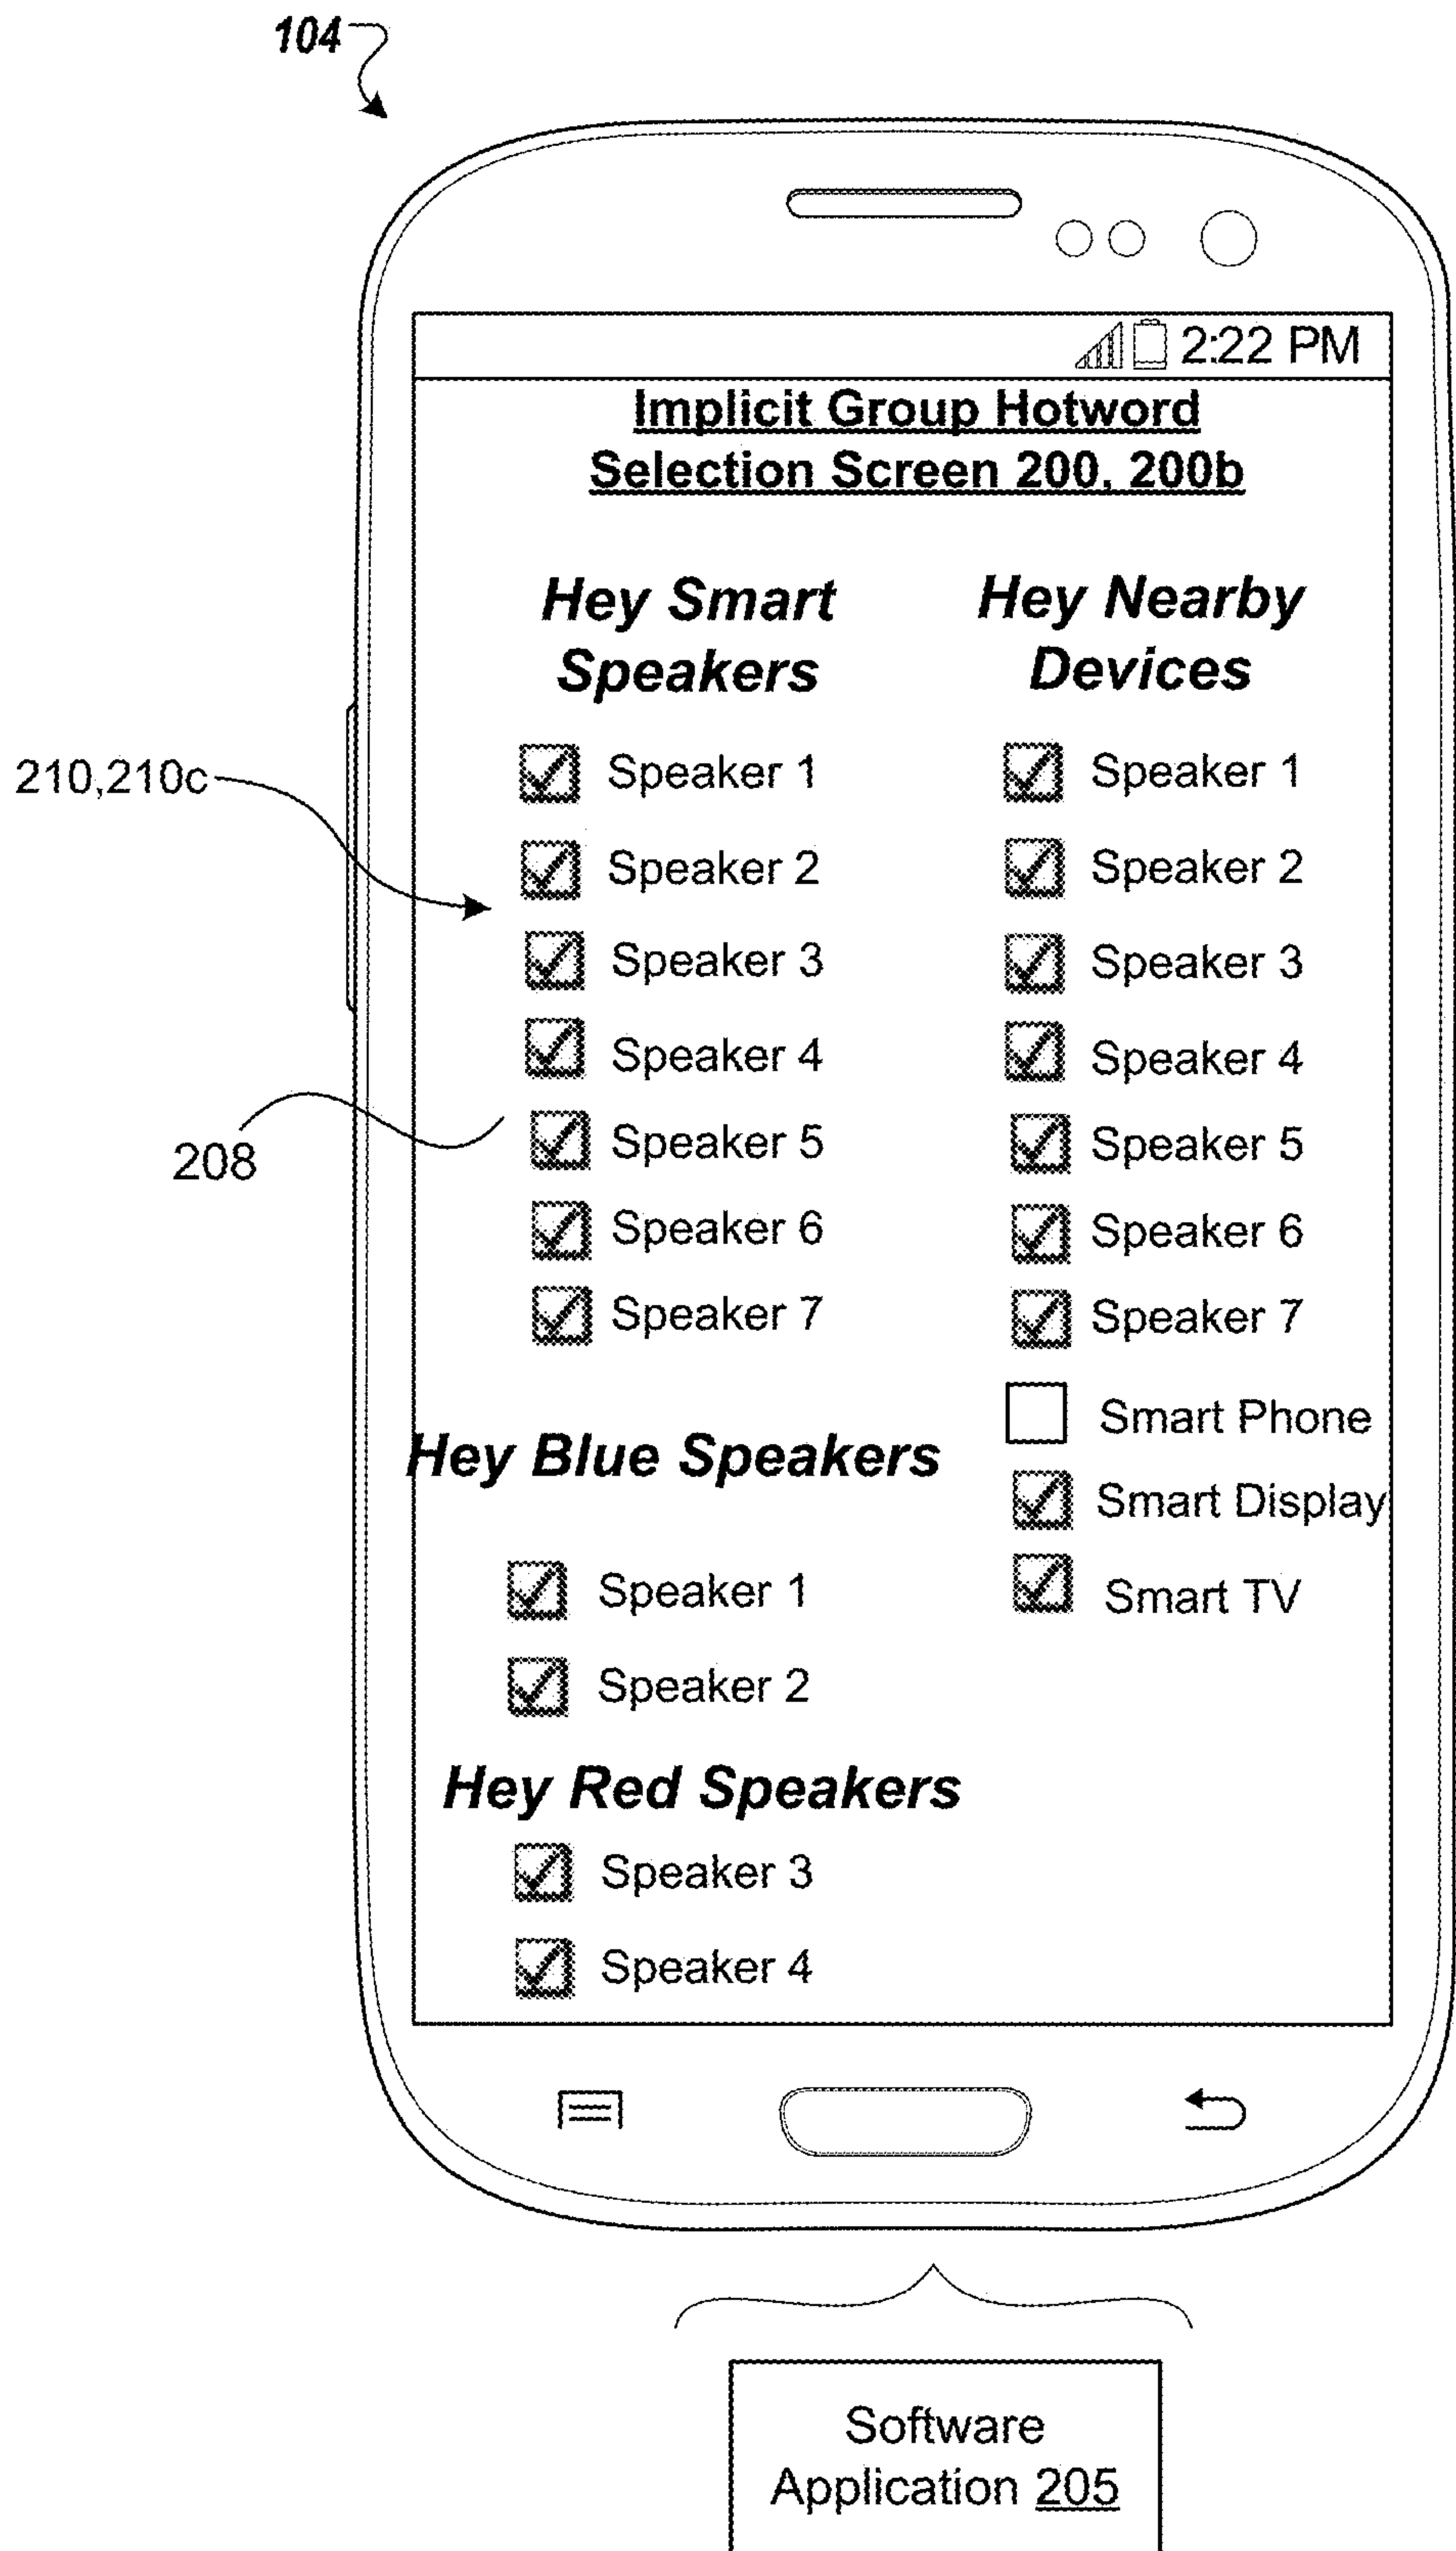 104
2:22 PM
Implicit Group Hotword
Selection Screen 200, 200b
Hey Smart
Speakers
210,210c
Speaker 1
Speaker 2
Speaker 3
Speaker 4
208
Speaker 5
Speaker 6
Speaker 7
Hey Blue Speakers
Speaker 1
Speaker 2
Hey Red Speakers
Speaker 3
Speaker 4
Hey Nearby
Devices
Speaker 1
Speaker 2
Speaker 3
Speaker 4
Speaker 5
Speaker 6
Speaker 7
Smart Phone
Smart Display
Smart TV
Software
Application 205